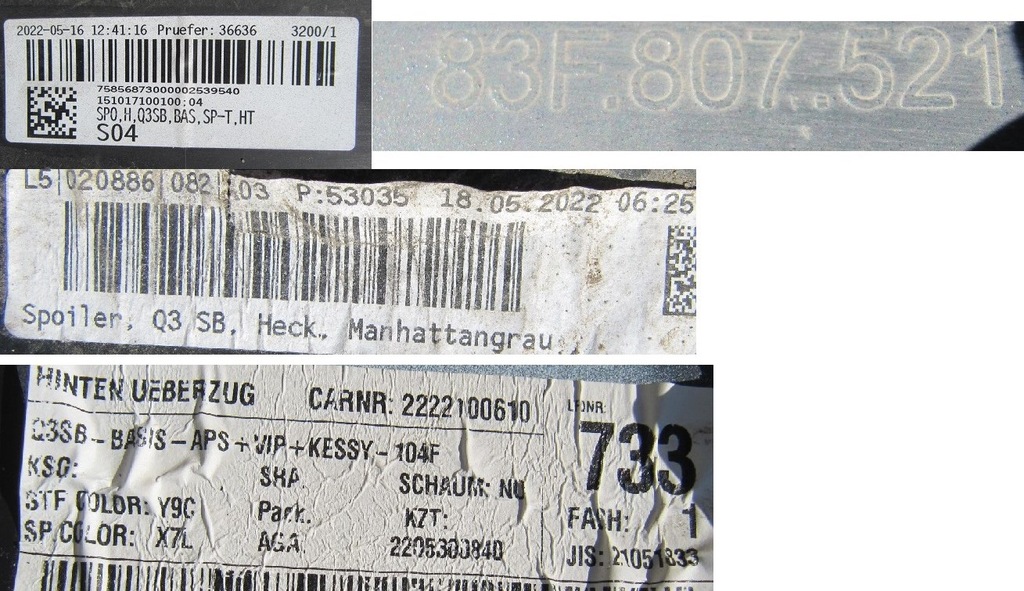 2022-05-16 12:41:16 Pruefer: 36636 3200/1
75856873000002539540
151017100100:04
SPO,H,Q3SB,BAS,SP-T,HT
S04
83F.807.521
L5 020886 082 03 P:53035 18.05.2022 06:25
Spoiler, Q3 SB, Heck, Manhattangrau
HINTEN UEBERZUG CARNR: 2222100610 LFDNR:
733
Q3SB-BASIS-APS+VIP+KESSY-104F
KSG: SRA SCHAUM: NU
STF COLOR: Y9C Park. KZT: FACH: 1
SP COLOR: X7L AGA 2205300840 JIS: 21051833